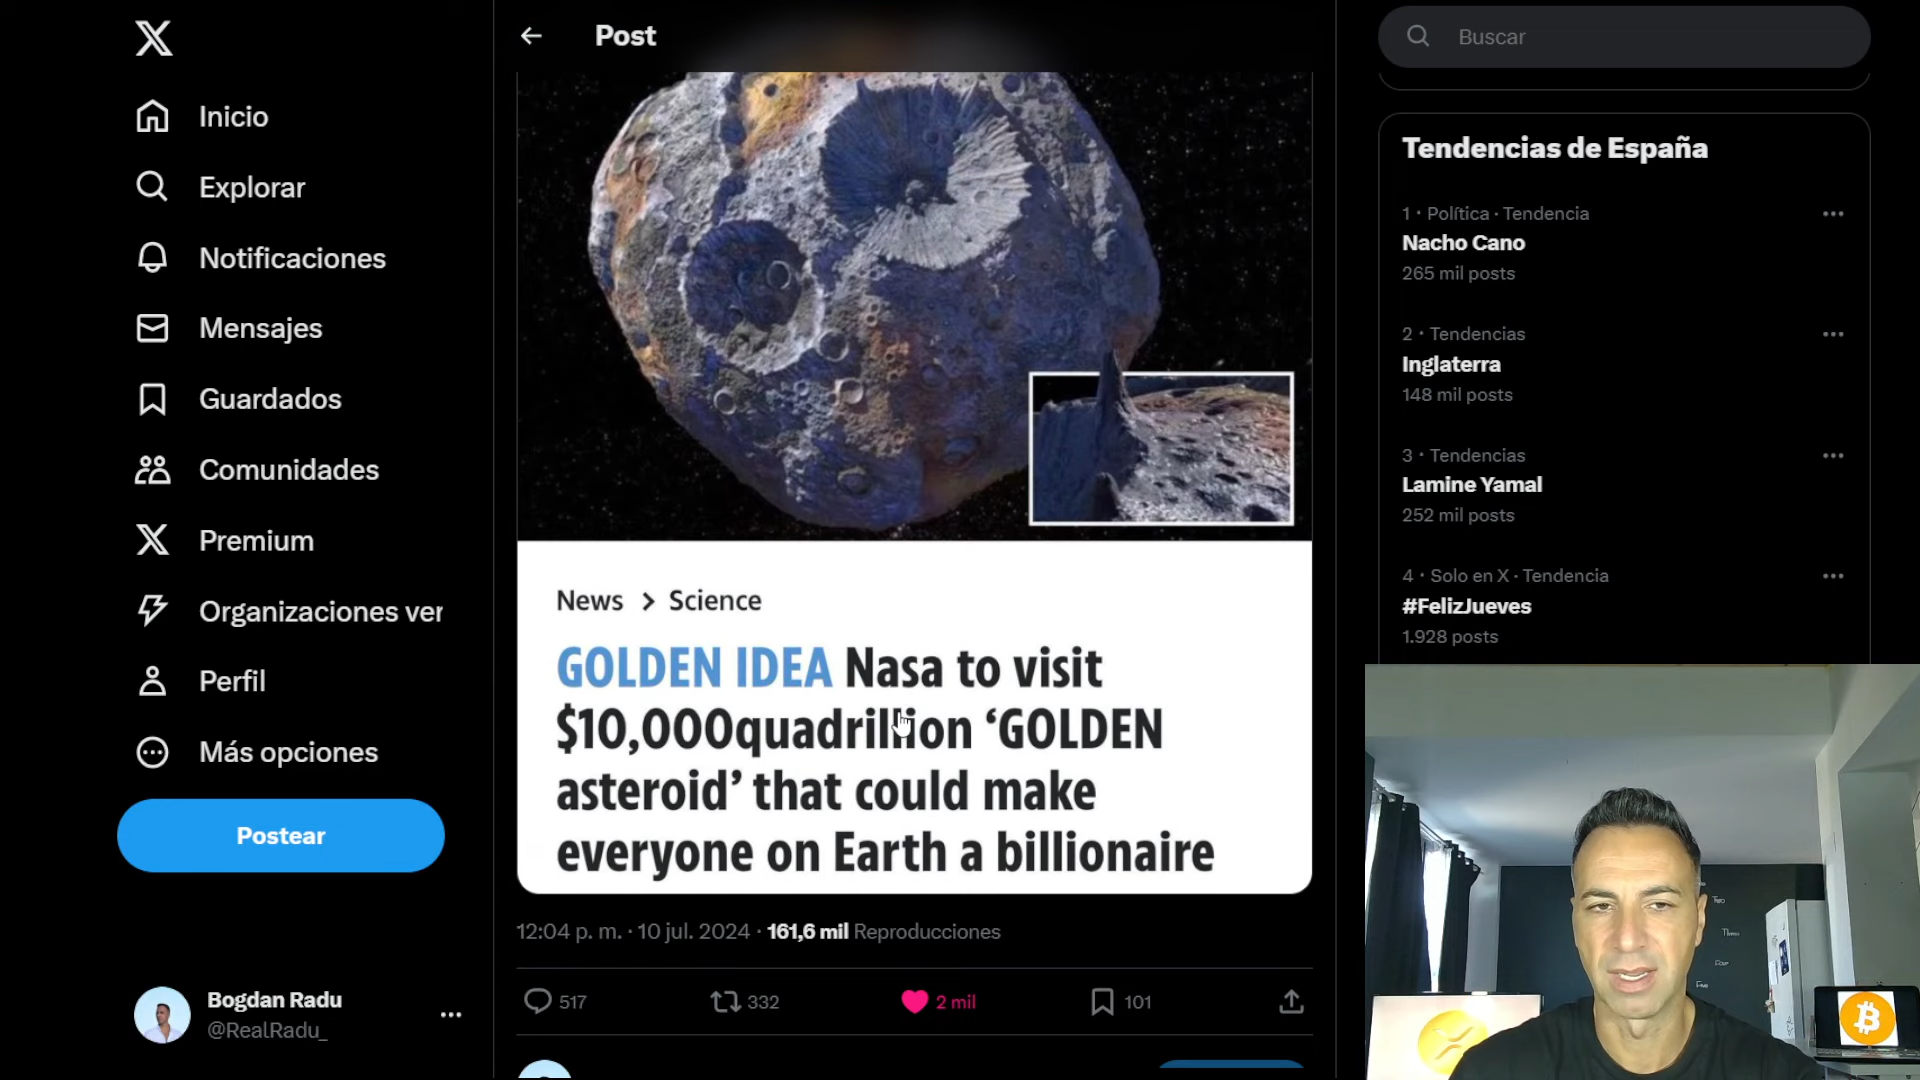 Inicio
Explorar
Notificaciones
Mensajes
Guardados
Comunidades
Premium
Organizaciones ver
Perfil
Más opciones
Postear
Bogdan Radu
@RealRadu_
Post
News > Science
GOLDEN IDEA Nasa to visit
$10,000quadrillion ‘GOLDEN
asteroid’ that could make
everyone on Earth a billionaire
12:04 p. m. · 10 jul. 2024 · 161,6 mil Reproducciones
517
332
2 mil
101
Buscar
Tendencias de España
1 · Política · Tendencia
Nacho Cano
265 mil posts
2 · Tendencias
Inglaterra
148 mil posts
3 · Tendencias
Lamine Yamal
252 mil posts
4 · Solo en X · Tendencia
#FelizJueves
1.928 posts
Two
Three
Four
Five